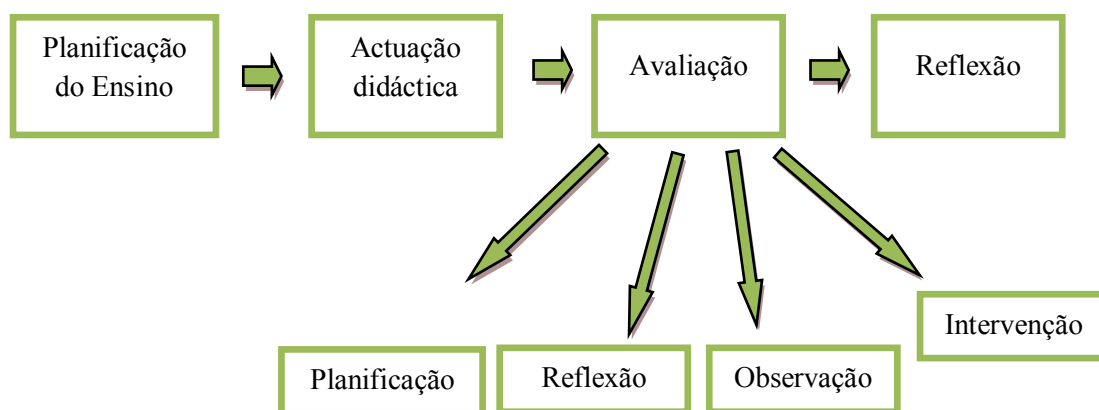 Planificação
do Ensino
Actuação
didáctica
Avaliação
Reflexão
Planificação
Reflexão
Observação
Intervenção